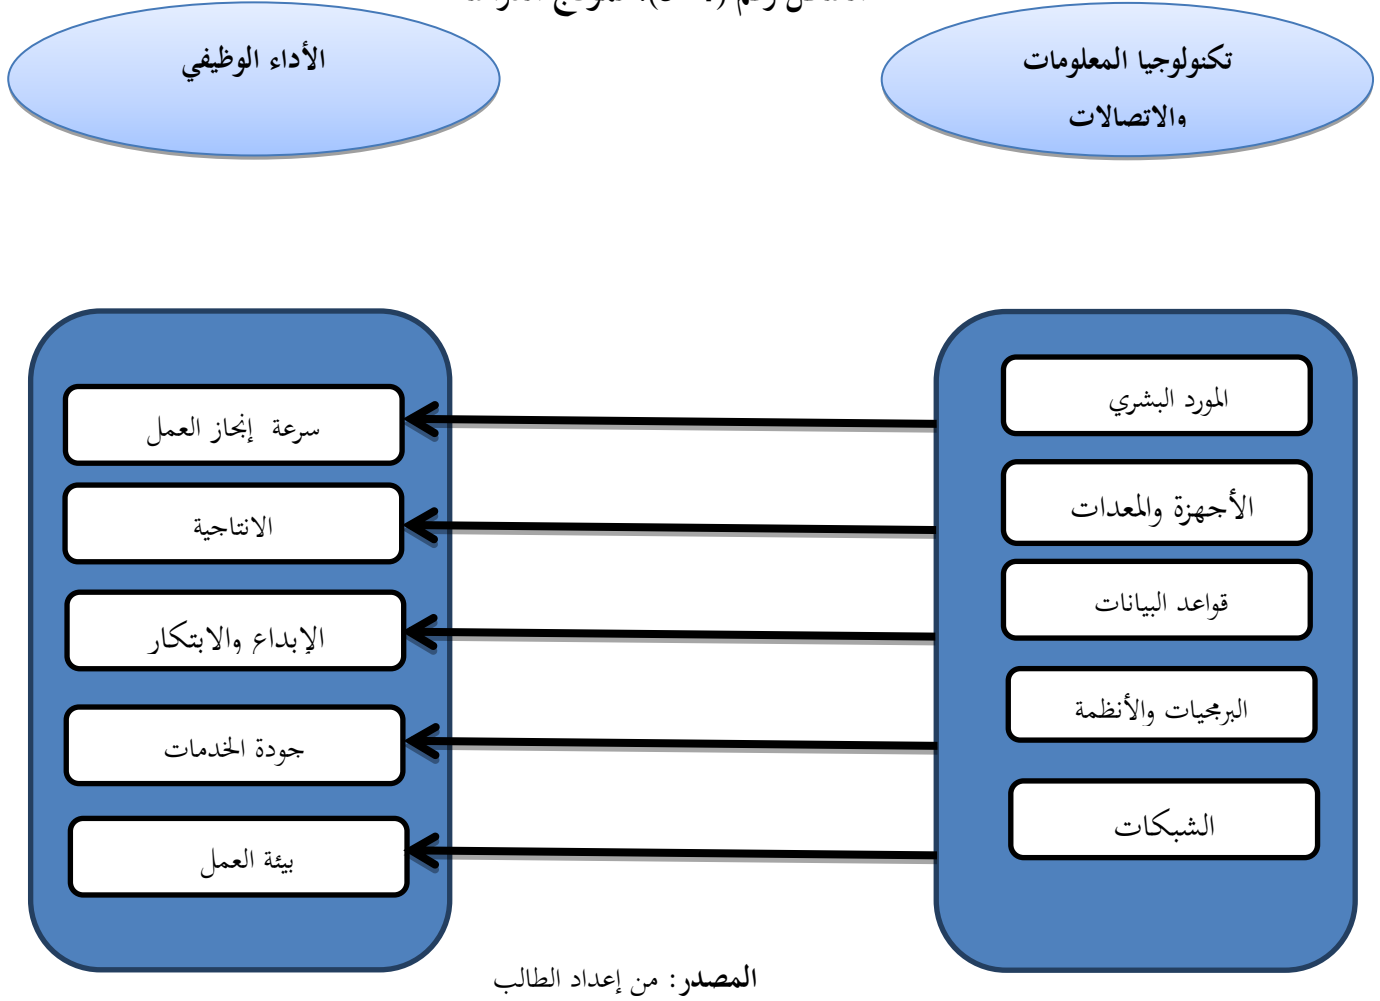 تكنولوجيا المعلومات
والاتصالات
الأداء الوظيفي
المورد البشري
الأجهزة والمعدات
قواعد البيانات
البرمجيات والأنظمة
الشبكات
سرعة إنجاز العمل
الانتاجية
الإبداع والابتكار
جودة الخدمات
بيئة العمل
المصدر: من إعداد الطالب